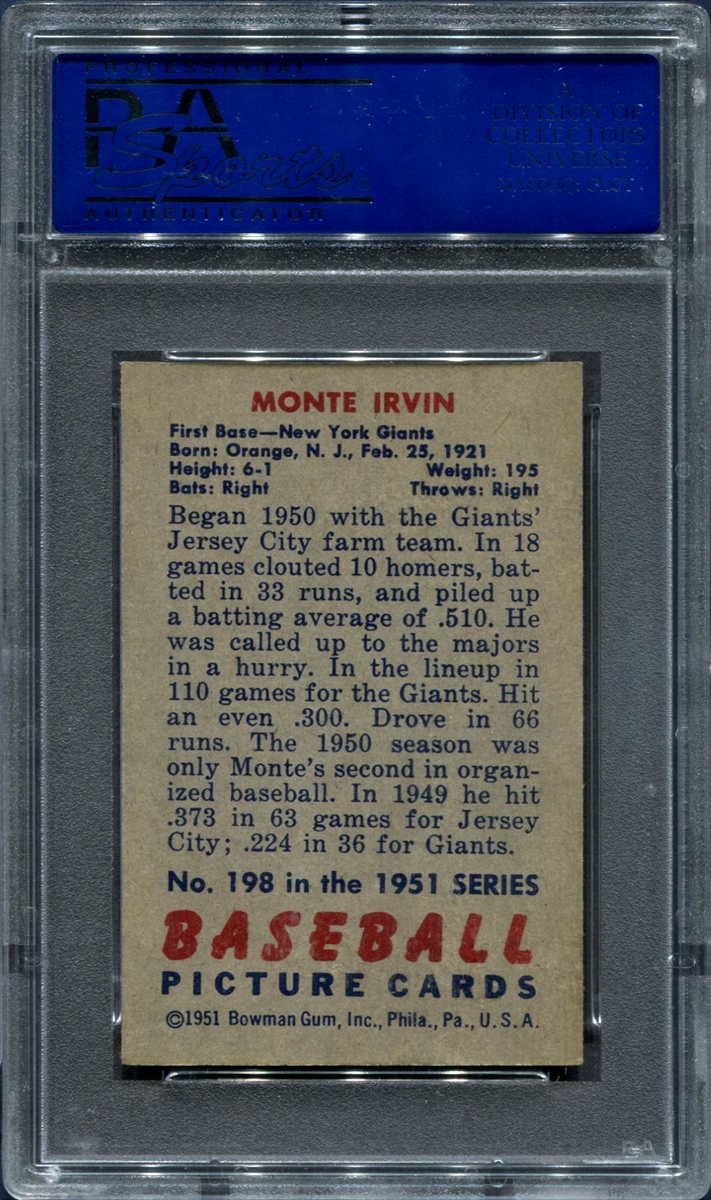 PROFESSIONAL
PSA
Sports®
AUTHENTICATOR
A
DIVISION OF
COLLECTORS
UNIVERSE
NASDAQ: CLCT
MONTE IRVIN
First Base—New York Giants
Born: Orange, N. J., Feb. 25, 1921
Height: 6-1 Weight: 195
Bats: Right Throws: Right
Began 1950 with the Giants'
Jersey City farm team. In 18
games clouted 10 homers, bat-
ted in 33 runs, and piled up
a batting average of .510. He
was called up to the majors
in a hurry. In the lineup in
110 games for the Giants. Hit
an even .300. Drove in 66
runs. The 1950 season was
only Monte's second in organ-
ized baseball. In 1949 he hit
.373 in 63 games for Jersey
City; .224 in 36 for Giants.
No. 198 in the 1951 SERIES
BASEBALL
PICTURE CARDS
©1951 Bowman Gum, Inc., Phila., Pa., U.S.A.